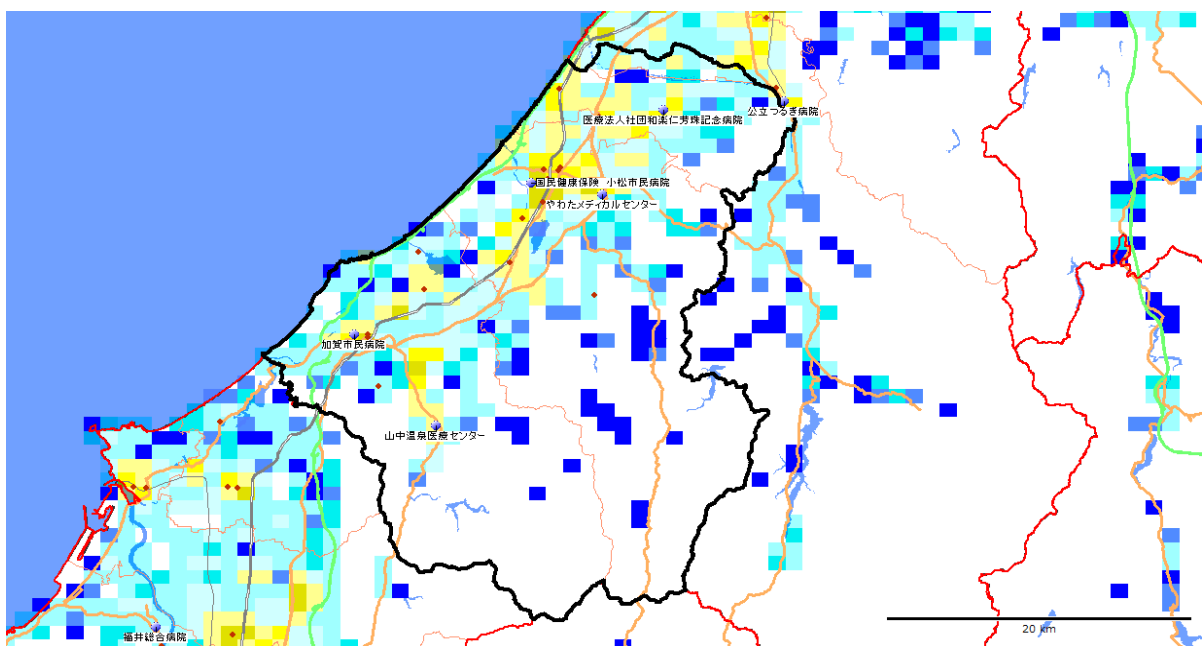 公立つるぎ病院
医療法人社団和楽仁芳珠記念病院
国民健康保険 小松市民病院
やわたメディカルセンター
加賀市民病院
山中温泉医療センター
福井総合病院
20 km